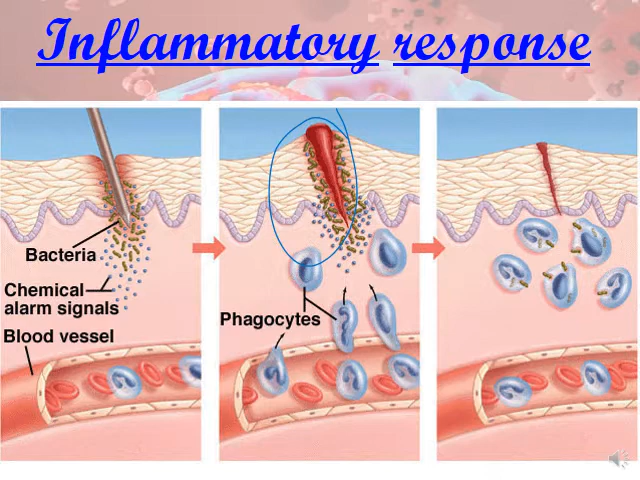 Inflammatory response
Bacteria
Chemical
alarm signals
Blood vessel
Phagocytes